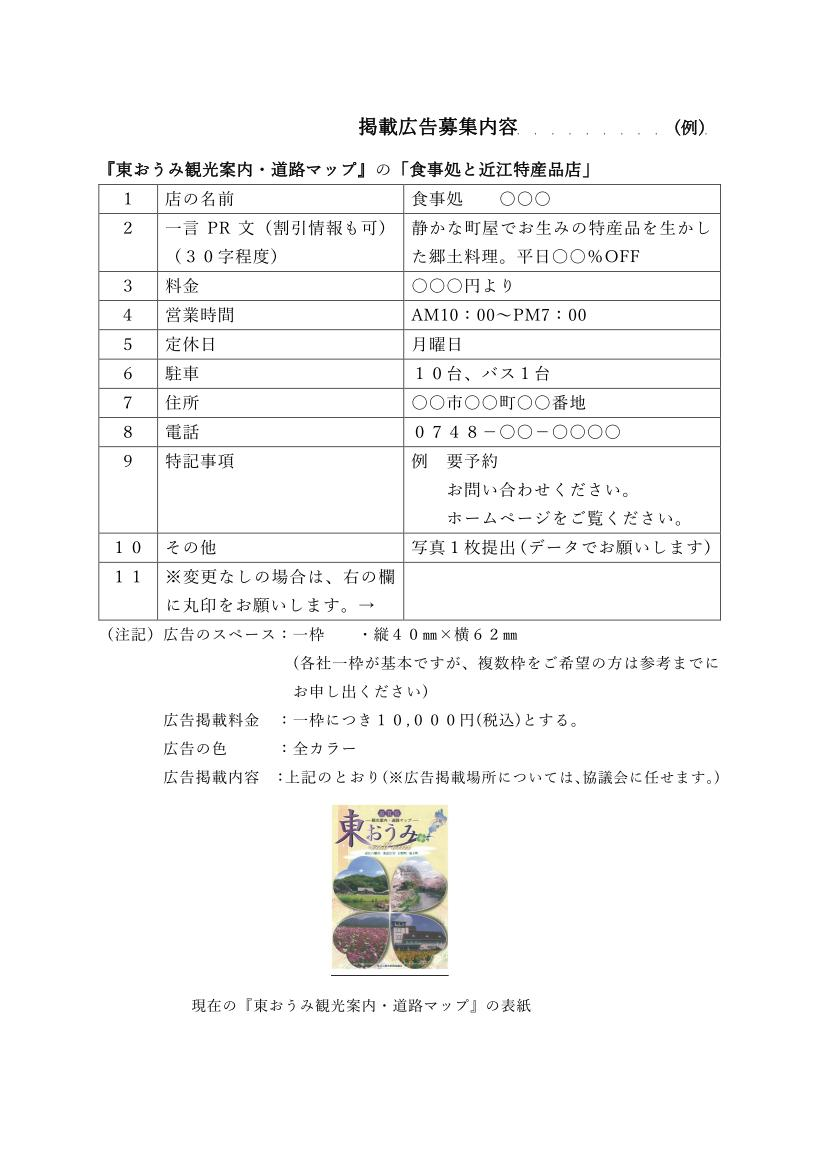 掲載広告募集内容．．．．．．．．．（例）
『東おうみ観光案内・道路マップ』の「食事処と近江特産品店」
１ 店の名前 食事処　　○○○
２ 一言 PR 文（割引情報も可） 静かな町屋でお生みの特産品を生かし
（３０字程度） た郷土料理。平日○○％OFF
３ 料金 ○○○円より
４ 営業時間 AM10：00～PM7：00
５ 定休日 月曜日
６ 駐車 １０台、バス１台
７ 住所 ○○市○○町○○番地
８ 電話 ０７４８－○○－○○○○
９ 特記事項 例　要予約
お問い合わせください。
ホームページをご覧ください。
１０ その他 写真１枚提出（データでお願いします）
１１ ※変更なしの場合は、右の欄
に丸印をお願いします。→
（注記）広告のスペース：一枠　　・縦４０㎜×横６２㎜
（各社一枠が基本ですが、複数枠をご希望の方は参考までに
お申し出ください）
広告掲載料金　：一枠につき１０,０００円(税込)とする。
広告の色　　　：全カラー
広告掲載内容　：上記のとおり（※広告掲載場所については、協議会に任せます。）
観光案内・道路マップ
東おうみ
現在の『東おうみ観光案内・道路マップ』の表紙